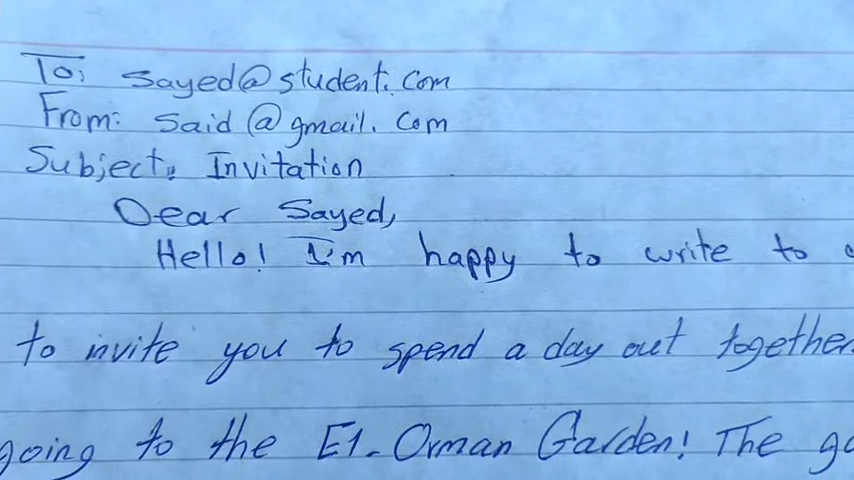 To: sayed@student.com
From: said@gmail.com
Subject: Invitation
Dear Sayed,
Hello! I'm happy to write to
to invite you to spend a day out together
going to the El-Orman Garden! The